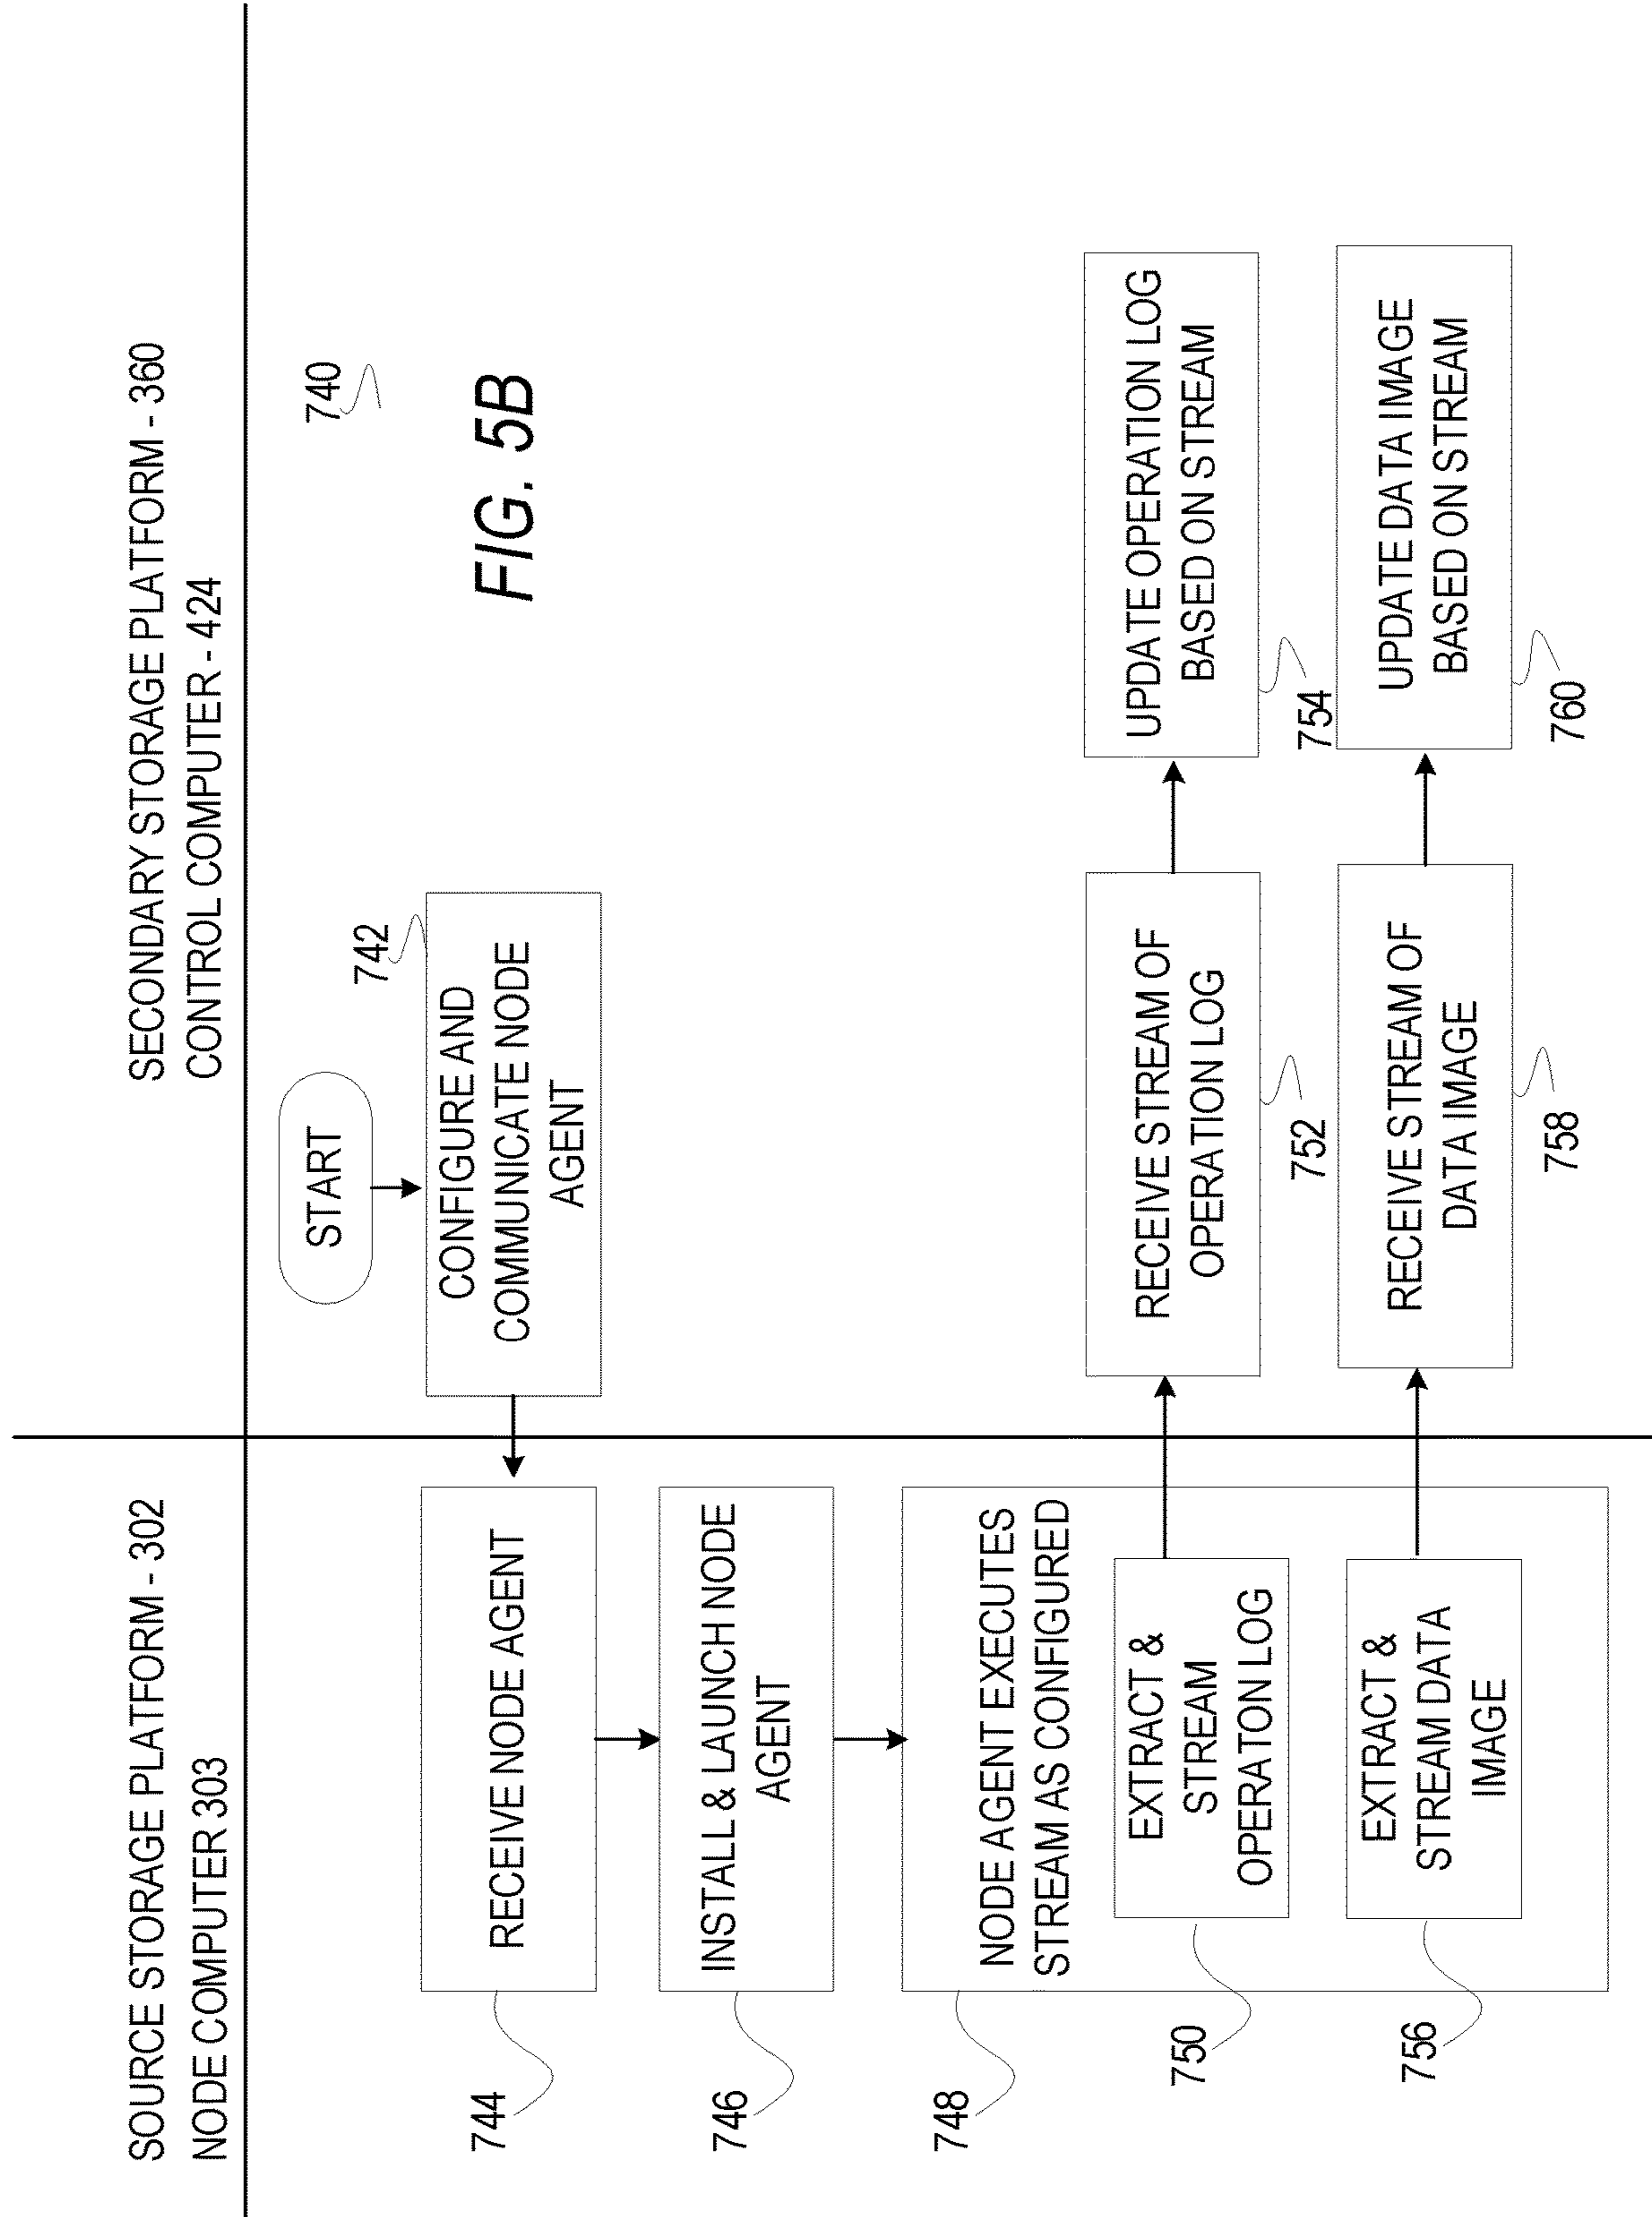 SOURCE STORAGE PLATFORM - 302
NODE COMPUTER 303
SECONDARY STORAGE PLATFORM - 360
CONTROL COMPUTER - 424
740
FIG. 5B
START
742
CONFIGURE AND
COMMUNICATE NODE
AGENT
744
RECEIVE NODE AGENT
746
INSTALL & LAUNCH NODE
AGENT
748
NODE AGENT EXECUTES
STREAM AS CONFIGURED
750
EXTRACT &
STREAM
OPERATON LOG
752
RECEIVE STREAM OF
OPERATION LOG
754
UPDATE OPERATION LOG
BASED ON STREAM
756
EXTRACT &
STREAM DATA
IMAGE
758
RECEIVE STREAM OF
DATA IMAGE
760
UPDATE DATA IMAGE
BASED ON STREAM